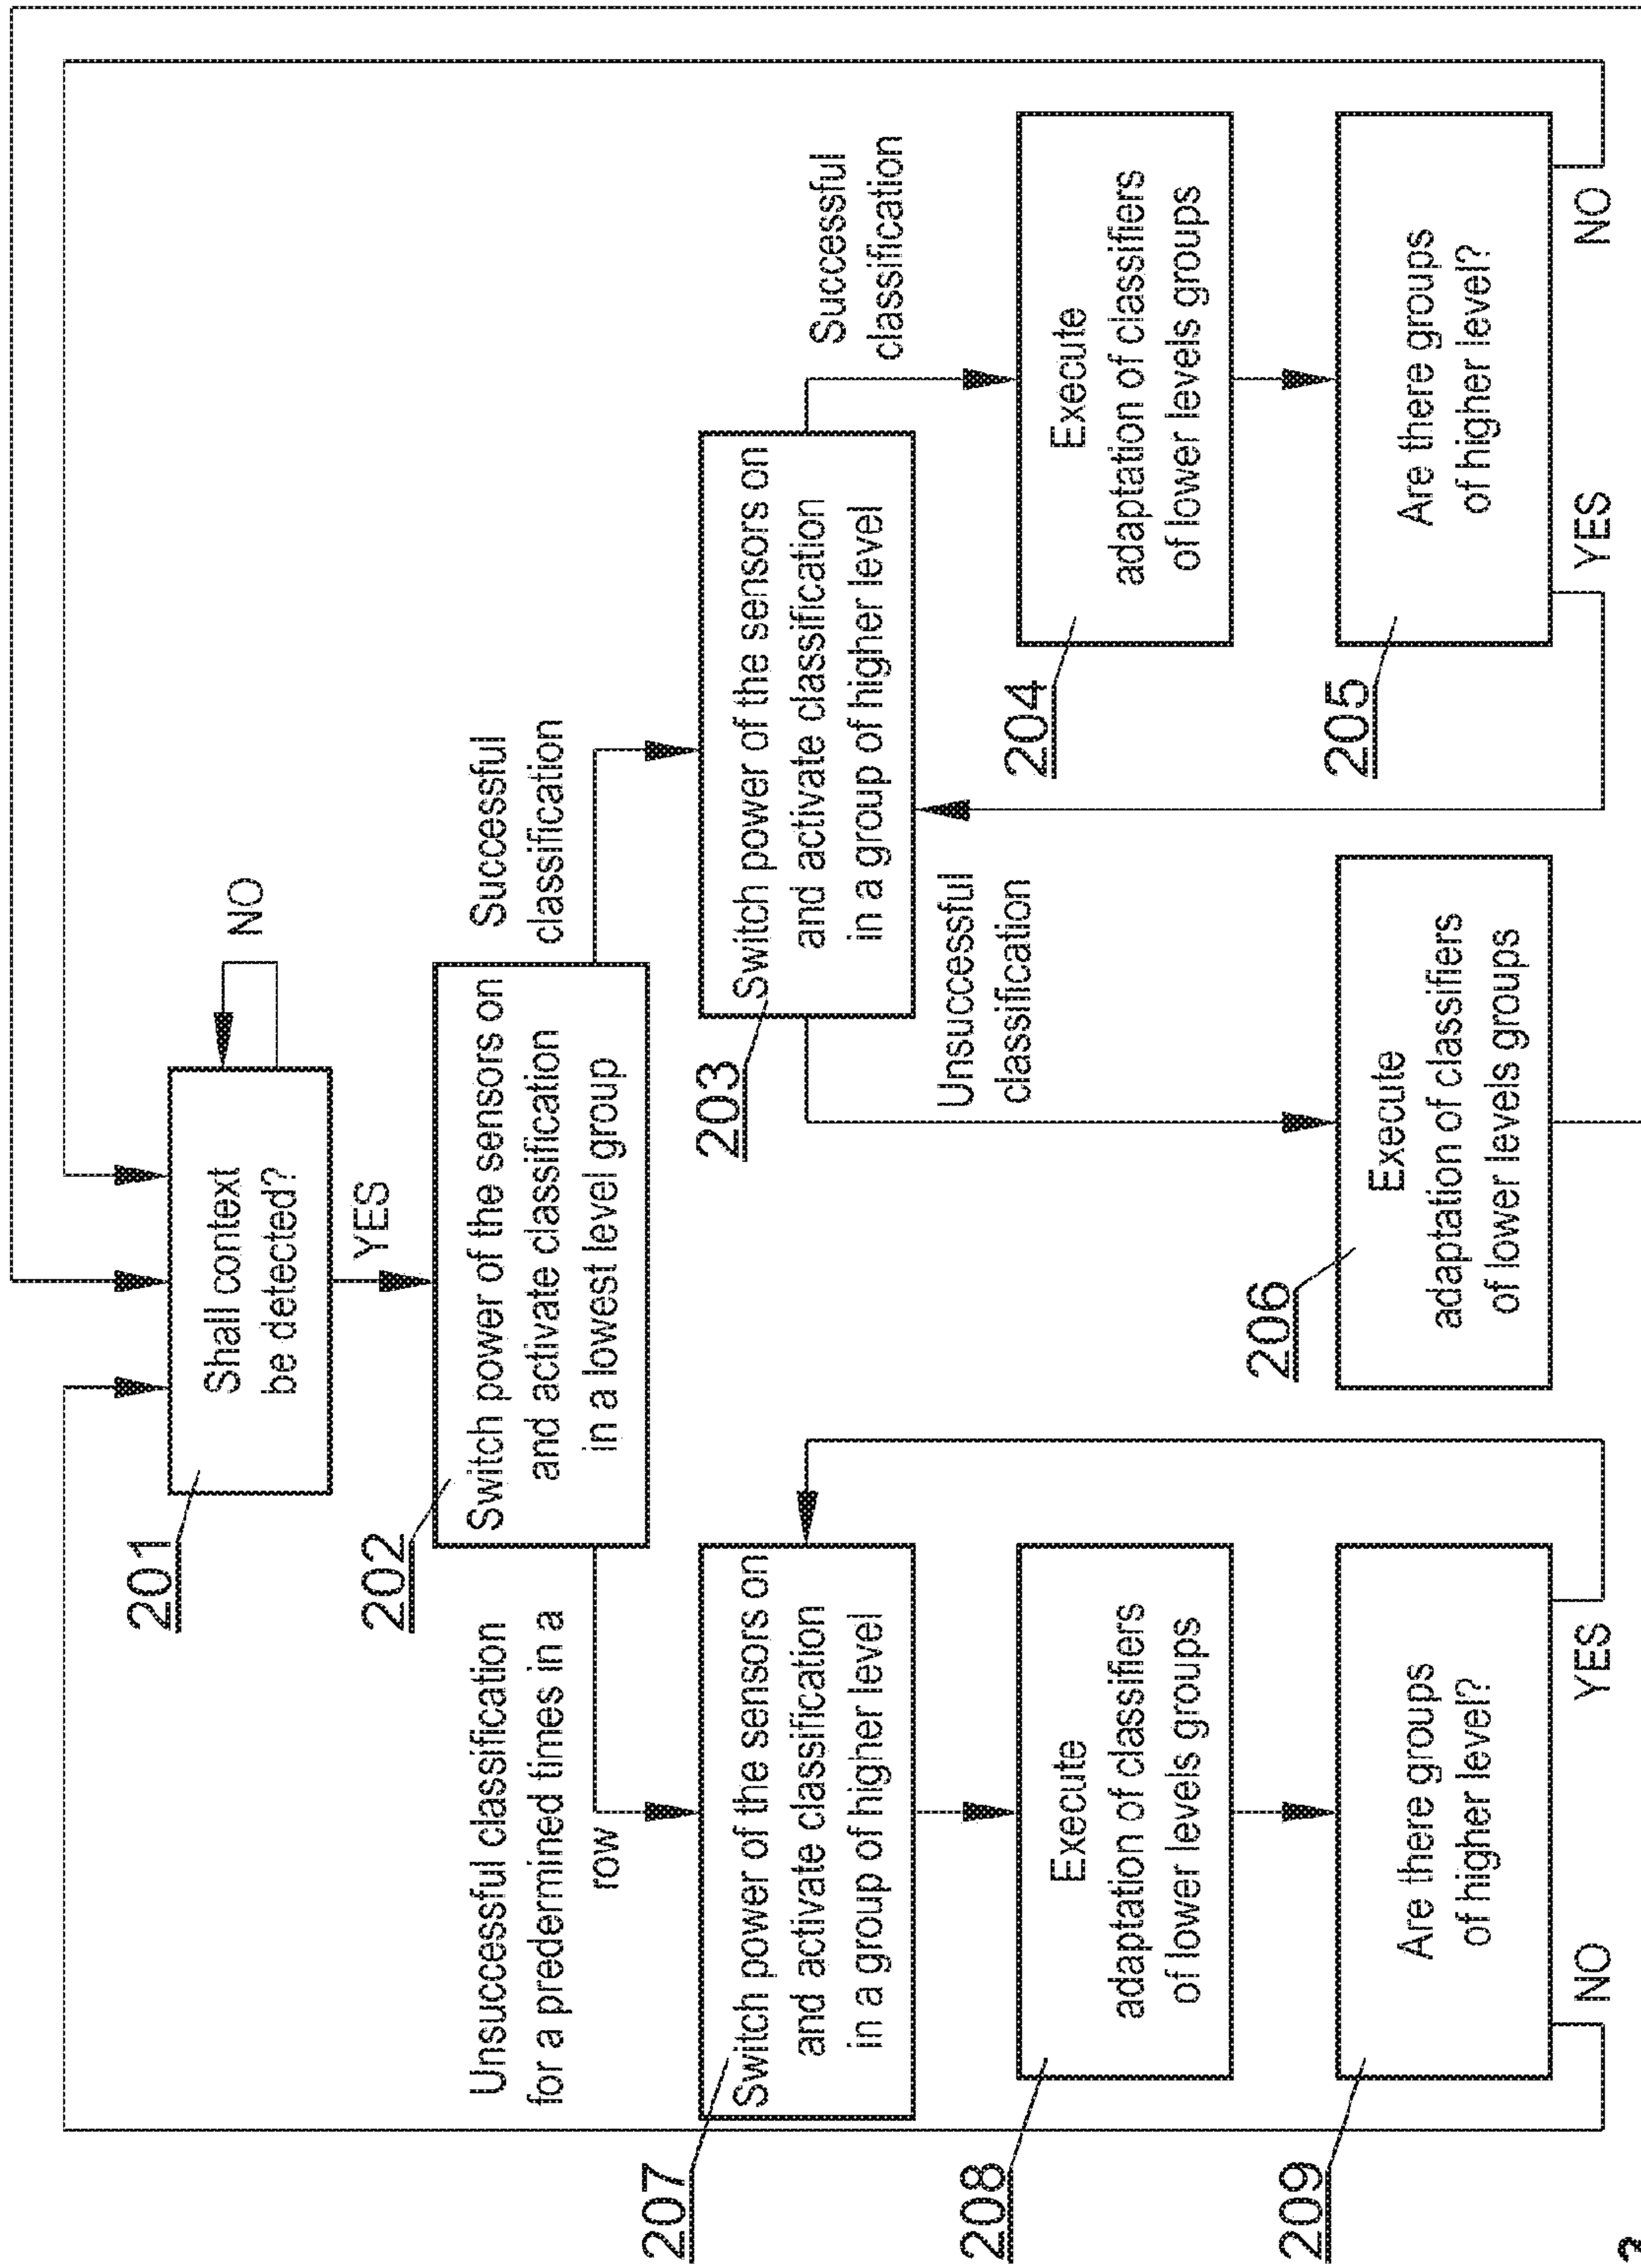 201
Shall context
be detected?
NO
YES
202
Switch power of the sensors on
and activate classification
in a lowest level group
Unsuccessful classification
for a predermined times in a
row
Successful
classification
207
Switch power of the sensors on
and activate classification
in a group of higher level
203
Switch power of the sensors on
and activate classification
in a group of higher level
Successful
classification
Unsuccessful
classification
208
Execute
adaptation of classifiers
of lower levels groups
204
Execute
adaptation of classifiers
of lower levels groups
209
Are there groups
of higher level?
NO
YES
206
Execute
adaptation of classifiers
of lower levels groups
205
Are there groups
of higher level?
YES
NO